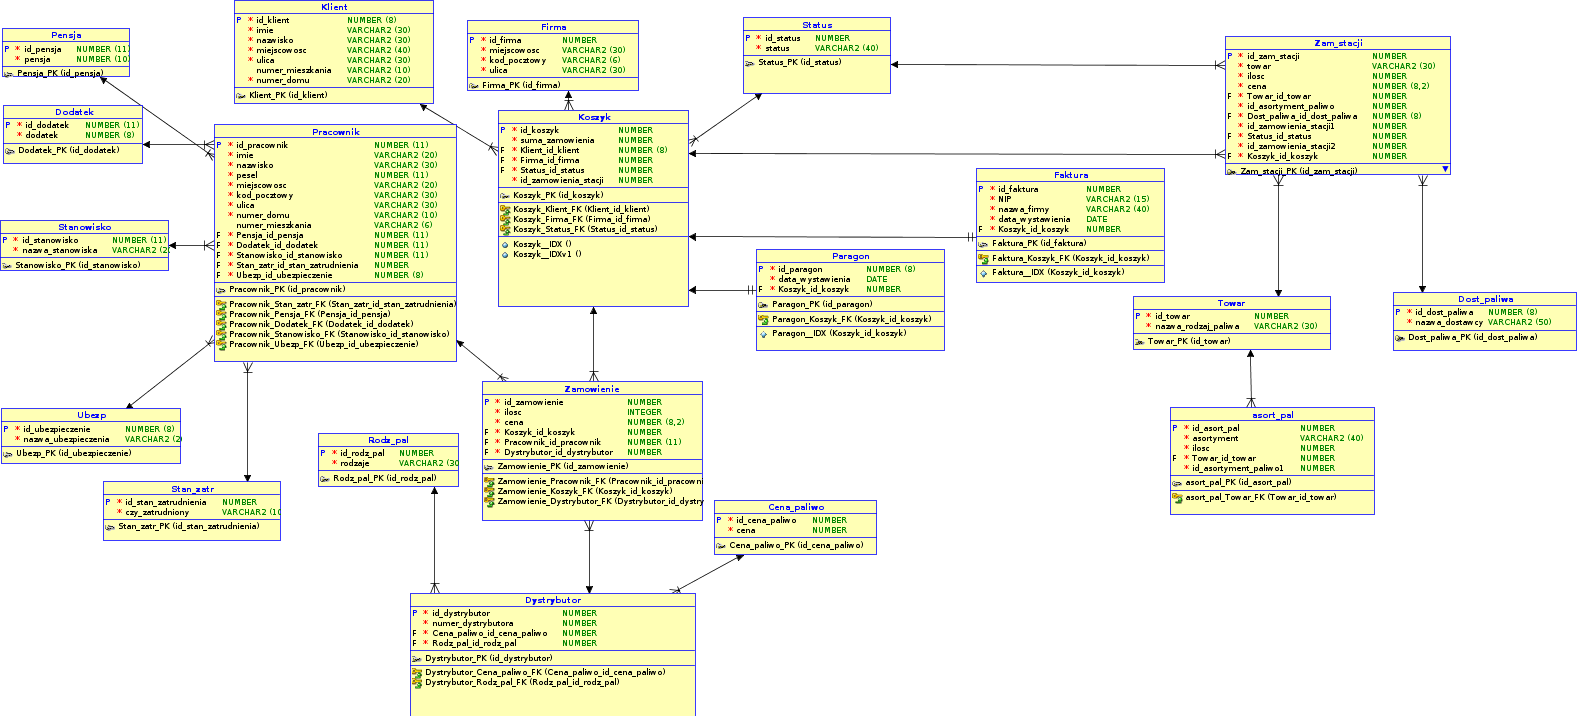 Pensja
P * id_pensja NUMBER (11)
* pensja NUMBER (10)
Pensja_PK (id_pensja)
Klient
P * id_klient NUMBER (8)
* imie VARCHAR2 (30)
* nazwisko VARCHAR2 (30)
* miejscowosc VARCHAR2 (40)
* ulica VARCHAR2 (30)
numer_mieszkania VARCHAR2 (10)
* numer_domu VARCHAR2 (20)
Klient_PK (id_klient)
Firma
P * id_firma NUMBER
* miejscowosc VARCHAR2 (30)
* kod_pocztowy VARCHAR2 (6)
* ulica VARCHAR2 (30)
Firma_PK (id_firma)
Status
P * id_status NUMBER
* status VARCHAR2 (40)
Status_PK (id_status)
Zam_stacji
P * id_zam_stacji NUMBER
* towar VARCHAR2 (30)
* ilosc NUMBER
* cena NUMBER (8,2)
F * Towar_id_towar NUMBER
* id_asortyment_paliwo NUMBER
F * Dost_paliwa_id_dost_paliwa NUMBER (8)
* id_zamowienia_stacji1 NUMBER
F * Status_id_status NUMBER
* id_zamowienia_stacji2 NUMBER
F * Koszyk_id_koszyk NUMBER
Zam_stacji_PK (id_zam_stacji)
Dodatek
P * id_dodatek NUMBER (11)
* dodatek NUMBER (8)
Dodatek_PK (id_dodatek)
Pracownik
P * id_pracownik NUMBER (11)
* imie VARCHAR2 (20)
* nazwisko VARCHAR2 (30)
* pesel NUMBER (11)
* miejscowosc VARCHAR2 (20)
* kod_pocztowy VARCHAR2 (30)
* ulica VARCHAR2 (30)
* numer_domu VARCHAR2 (10)
numer_mieszkania VARCHAR2 (6)
F * Pensja_id_pensja NUMBER (11)
F * Dodatek_id_dodatek NUMBER (11)
F * Stanowisko_id_stanowisko NUMBER (11)
F * Stan_zatr_id_stan_zatrudnienia NUMBER
F * Ubezp_id_ubezpieczenie NUMBER (8)
Pracownik_PK (id_pracownik)
Pracownik_Stan_zatr_FK (Stan_zatr_id_stan_zatrudnienia)
Pracownik_Pensja_FK (Pensja_id_pensja)
Pracownik_Dodatek_FK (Dodatek_id_dodatek)
Pracownik_Stanowisko_FK (Stanowisko_id_stanowisko)
Pracownik_Ubezp_FK (Ubezp_id_ubezpieczenie)
Koszyk
P * id_koszyk NUMBER
* suma_zamowienia NUMBER
F * Klient_id_klient NUMBER (8)
F * Firma_id_firma NUMBER
F * Status_id_status NUMBER
* id_zamowienia_stacji NUMBER
Koszyk_PK (id_koszyk)
Koszyk_Klient_FK (Klient_id_klient)
Koszyk_Firma_FK (Firma_id_firma)
Koszyk_Status_FK (Status_id_status)
Koszyk__IDX ()
Koszyk__IDXv1 ()
Faktura
P * id_faktura NUMBER
* NIP VARCHAR2 (15)
* nazwa_firmy VARCHAR2 (40)
* data_wystawienia DATE
F * Koszyk_id_koszyk NUMBER
Faktura_PK (id_faktura)
Faktura_Koszyk_FK (Koszyk_id_koszyk)
Faktura__IDX (Koszyk_id_koszyk)
Stanowisko
P * id_stanowisko NUMBER (11)
* nazwa_stanowiska VARCHAR2 (2
Stanowisko_PK (id_stanowisko)
Paragon
P * id_paragon NUMBER (8)
* data_wystawienia DATE
F * Koszyk_id_koszyk NUMBER
Paragon_PK (id_paragon)
Paragon_Koszyk_FK (Koszyk_id_koszyk)
Paragon__IDX (Koszyk_id_koszyk)
Towar
P * id_towar NUMBER
* nazwa_rodzaj_paliwa VARCHAR2 (30)
Towar_PK (id_towar)
Dost_paliwa
P * id_dost_paliwa NUMBER (8)
* nazwa_dostawcy VARCHAR2 (50)
Dost_paliwa_PK (id_dost_paliwa)
Zamowienie
P * id_zamowienie NUMBER
* ilosc INTEGER
* cena NUMBER (8,2)
F * Koszyk_id_koszyk NUMBER
F * Pracownik_id_pracownik NUMBER (11)
F * Dystrybutor_id_dystrybutor NUMBER
Zamowienie_PK (id_zamowienie)
Zamowienie_Pracownik_FK (Pracownik_id_pracowni
Zamowienie_Koszyk_FK (Koszyk_id_koszyk)
Zamowienie_Dystrybutor_FK (Dystrybutor_id_dystry
Ubezp
P * id_ubezpieczenie NUMBER (8)
* nazwa_ubezpieczenia VARCHAR2 (2
Ubezp_PK (id_ubezpieczenie)
asort_pal
P * id_asort_pal NUMBER
* asortyment VARCHAR2 (40)
* ilosc NUMBER
F * Towar_id_towar NUMBER
* id_asortyment_paliwo1 NUMBER
asort_pal_PK (id_asort_pal)
asort_pal_Towar_FK (Towar_id_towar)
Rodz_pal
P * id_rodz_pal NUMBER
* rodzaje VARCHAR2 (30
Rodz_pal_PK (id_rodz_pal)
Stan_zatr
P * id_stan_zatrudnienia NUMBER
* czy_zatrudniony VARCHAR2 (10
Stan_zatr_PK (id_stan_zatrudnienia)
Cena_paliwo
P * id_cena_paliwo NUMBER
* cena NUMBER
Cena_paliwo_PK (id_cena_paliwo)
Dystrybutor
P * id_dystrybutor NUMBER
* numer_dystrybutora NUMBER
F * Cena_paliwo_id_cena_paliwo NUMBER
F * Rodz_pal_id_rodz_pal NUMBER
Dystrybutor_PK (id_dystrybutor)
Dystrybutor_Cena_paliwo_FK (Cena_paliwo_id_cena_paliwo)
Dystrybutor_Rodz_pal_FK (Rodz_pal_id_rodz_pal)